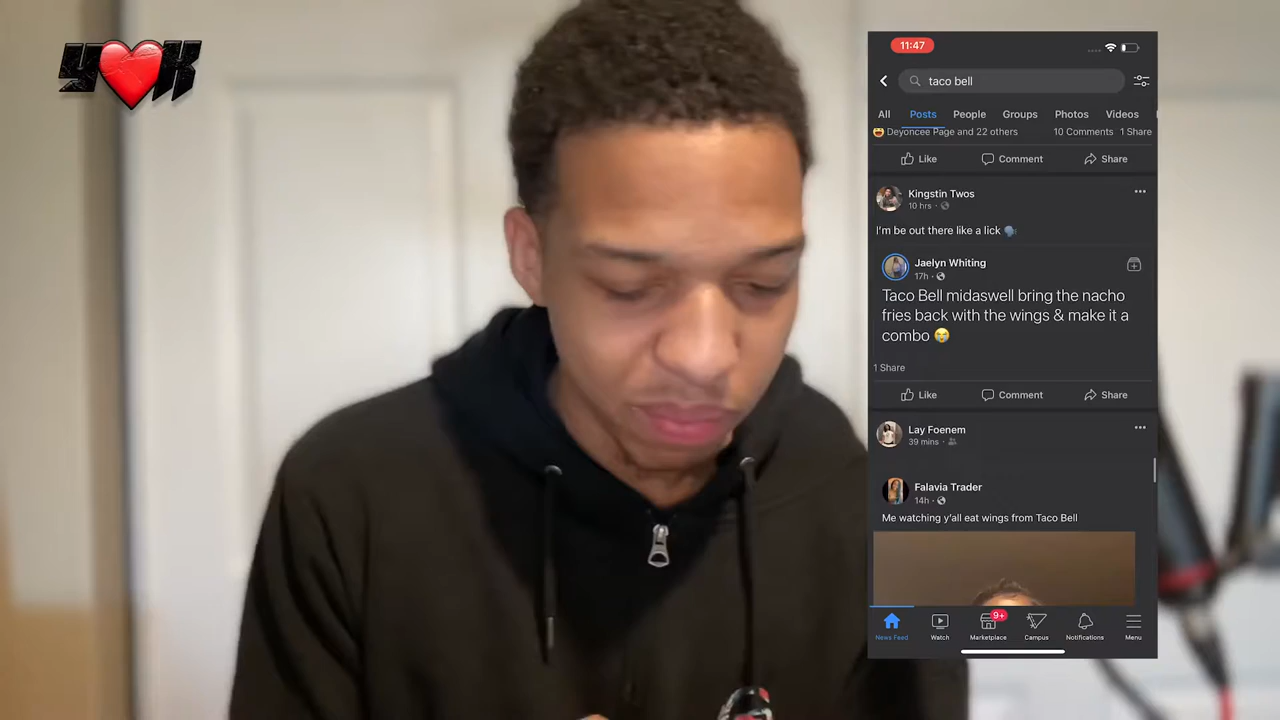 Y K
11:47
taco bell
All Posts People Groups Photos Videos
Deyoncee Page and 22 others 10 Comments 1 Share
Like Comment Share
Kingstin Twos
10 hrs ·
I'm be out there like a lick
Jaelyn Whiting
17h ·
Taco Bell midaswell bring the nacho
fries back with the wings & make it a
combo
1 Share
Like Comment Share
Lay Foenem
39 mins ·
Falavia Trader
14h ·
Me watching y'all eat wings from Taco Bell
9+
News Feed Watch Marketplace Campus Notifications Menu